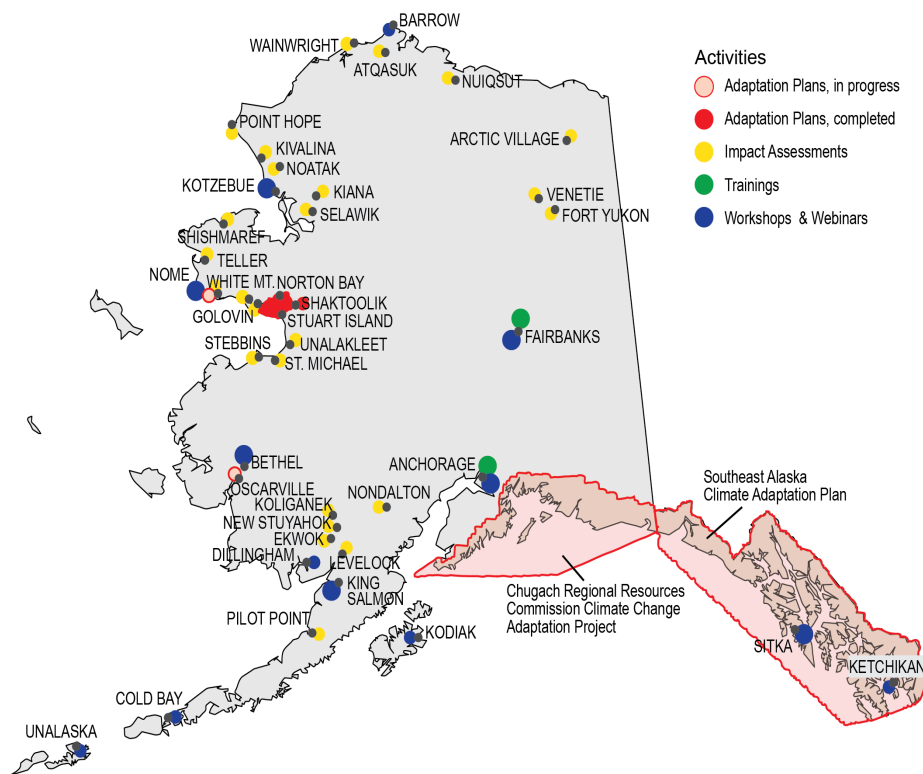 BARROW
WAINWRIGHT
ATQASUK
NUIQSUT
Activities
Adaptation Plans, in progress
Adaptation Plans, completed
Impact Assessments
Trainings
Workshops & Webinars
POINT HOPE
ARCTIC VILLAGE
KIVALINA
NOATAK
KOTZEBUE
KIANA
SELAWIK
VENETIE
FORT YUKON
SHISHMAREF
TELLER
NOME
WHITE MT.
NORTON BAY
SHAKTOOLIK
GOLOVIN
STUART ISLAND
STEBBINS
UNALAKLEET
ST. MICHAEL
FAIRBANKS
BETHEL
ANCHORAGE
OSCARVILLE
KOLIGANEK
NONDALTON
NEW STUYAHOK
EKWOK
DILLINGHAM
LEVELOCK
KING
SALMON
Southeast Alaska
Climate Adaptation Plan
Chugach Regional Resources
Commission Climate Change
Adaptation Project
PILOT POINT
KODIAK
SITKA
KETCHIKAN
COLD BAY
UNALASKA